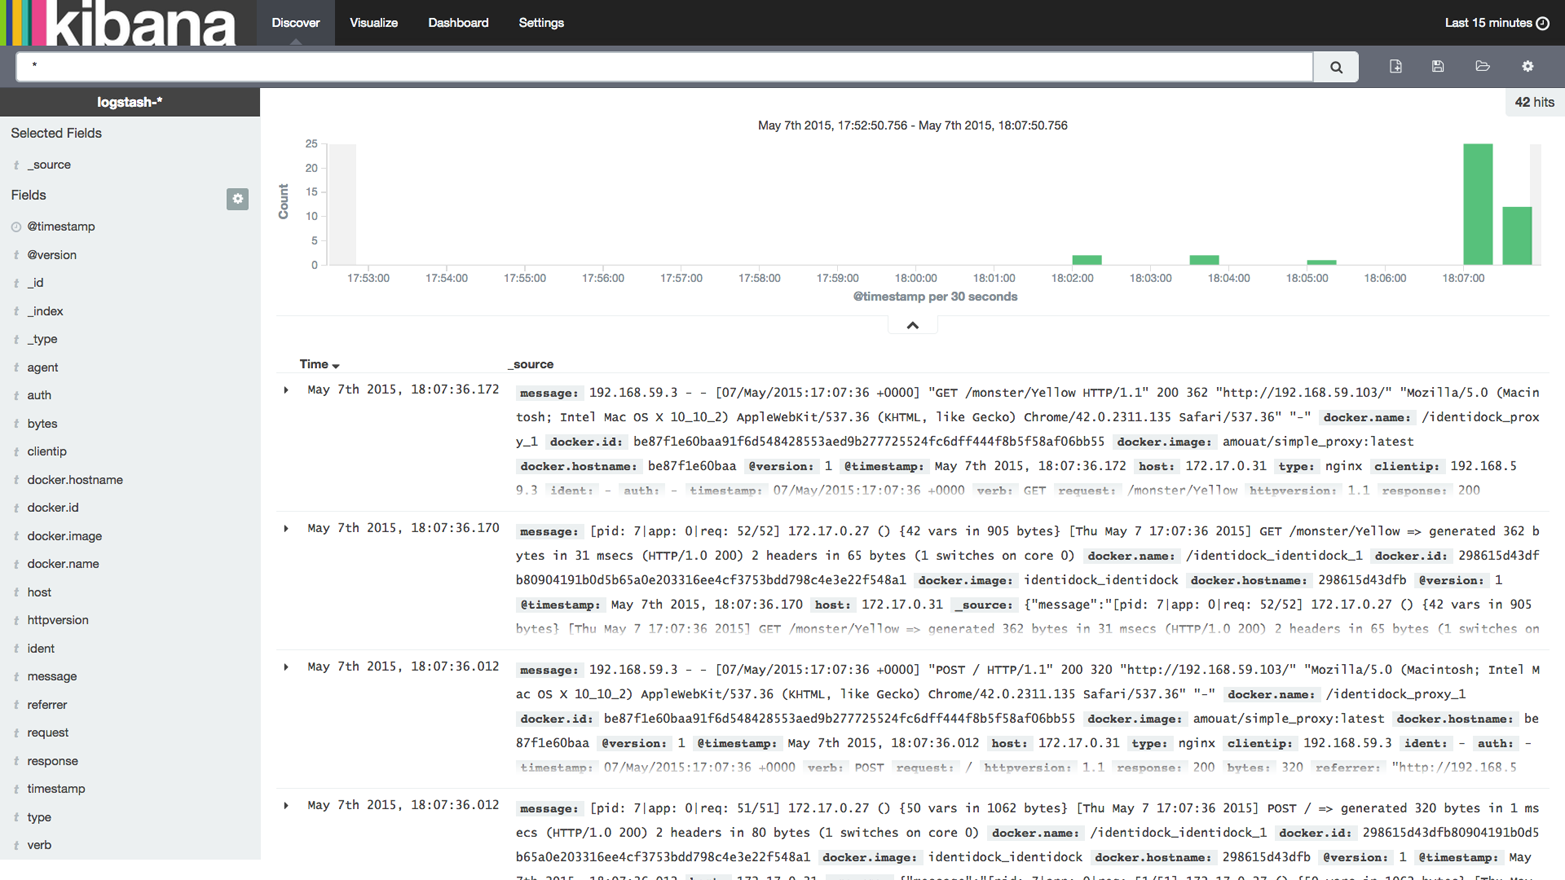 kibana
Discover
Visualize
Dashboard
Settings
Last 15 minutes
*
logstash-*
42 hits
Selected Fields
t _source
Fields
@timestamp
t @version
t _id
t _index
t _type
t agent
t auth
t bytes
t clientip
t docker.hostname
t docker.id
t docker.image
t docker.name
t host
t httpversion
t ident
t message
t referrer
t request
t response
t timestamp
t type
t verb
May 7th 2015, 17:52:50.756 - May 7th 2015, 18:07:50.756
Count
25
20
15
10
5
0
17:53:00 17:54:00 17:55:00 17:56:00 17:57:00 17:58:00 17:59:00 18:00:00 18:01:00 18:02:00 18:03:00 18:04:00 18:05:00 18:06:00 18:07:00
@timestamp per 30 seconds
Time _source
May 7th 2015, 18:07:36.172
message: 192.168.59.3 - - [07/May/2015:17:07:36 +0000] "GET /monster/Yellow HTTP/1.1" 200 362 "http://192.168.59.103/" "Mozilla/5.0 (Macin
tosh; Intel Mac OS X 10_10_2) AppleWebKit/537.36 (KHTML, like Gecko) Chrome/42.0.2311.135 Safari/537.36" "-" docker.name: /identidock_prox
y_1 docker.id: be87f1e60baa91f6d548428553aed9b277725524fc6dff444f8b5f58af06bb55 docker.image: amouat/simple_proxy:latest
docker.hostname: be87f1e60baa @version: 1 @timestamp: May 7th 2015, 18:07:36.172 host: 172.17.0.31 type: nginx clientip: 192.168.5
9.3 ident: - auth: - timestamp: 07/May/2015:17:07:36 +0000 verb: GET request: /monster/Yellow httpversion: 1.1 response: 200
May 7th 2015, 18:07:36.170
message: [pid: 7|app: 0|req: 52/52] 172.17.0.27 () {42 vars in 905 bytes} [Thu May 7 17:07:36 2015] GET /monster/Yellow => generated 362 b
ytes in 31 msecs (HTTP/1.0 200) 2 headers in 65 bytes (1 switches on core 0) docker.name: /identidock_identidock_1 docker.id: 298615d43df
b80904191b0d5b65a0e203316ee4cf3753bdd798c4e3e22f548a1 docker.image: identidock_identidock docker.hostname: 298615d43dfb @version: 1
@timestamp: May 7th 2015, 18:07:36.170 host: 172.17.0.31 _source: {"message":"[pid: 7|app: 0|req: 52/52] 172.17.0.27 () {42 vars in 905
bytes} [Thu May 7 17:07:36 2015] GET /monster/Yellow => generated 362 bytes in 31 msecs (HTTP/1.0 200) 2 headers in 65 bytes (1 switches on
May 7th 2015, 18:07:36.012
message: 192.168.59.3 - - [07/May/2015:17:07:36 +0000] "POST / HTTP/1.1" 200 320 "http://192.168.59.103/" "Mozilla/5.0 (Macintosh; Intel M
ac OS X 10_10_2) AppleWebKit/537.36 (KHTML, like Gecko) Chrome/42.0.2311.135 Safari/537.36" "-" docker.name: /identidock_proxy_1
docker.id: be87f1e60baa91f6d548428553aed9b277725524fc6dff444f8b5f58af06bb55 docker.image: amouat/simple_proxy:latest docker.hostname: be
87f1e60baa @version: 1 @timestamp: May 7th 2015, 18:07:36.012 host: 172.17.0.31 type: nginx clientip: 192.168.59.3 ident: - auth: -
timestamp: 07/May/2015:17:07:36 +0000 verb: POST request: / httpversion: 1.1 response: 200 bytes: 320 referrer: "http://192.168.5
May 7th 2015, 18:07:36.012
message: [pid: 7|app: 0|req: 51/51] 172.17.0.27 () {50 vars in 1062 bytes} [Thu May 7 17:07:36 2015] POST / => generated 320 bytes in 1 ms
ecs (HTTP/1.0 200) 2 headers in 80 bytes (1 switches on core 0) docker.name: /identidock_identidock_1 docker.id: 298615d43dfb80904191b0d5
b65a0e203316ee4cf3753bdd798c4e3e22f548a1 docker.image: identidock_identidock docker.hostname: 298615d43dfb @version: 1 @timestamp: May